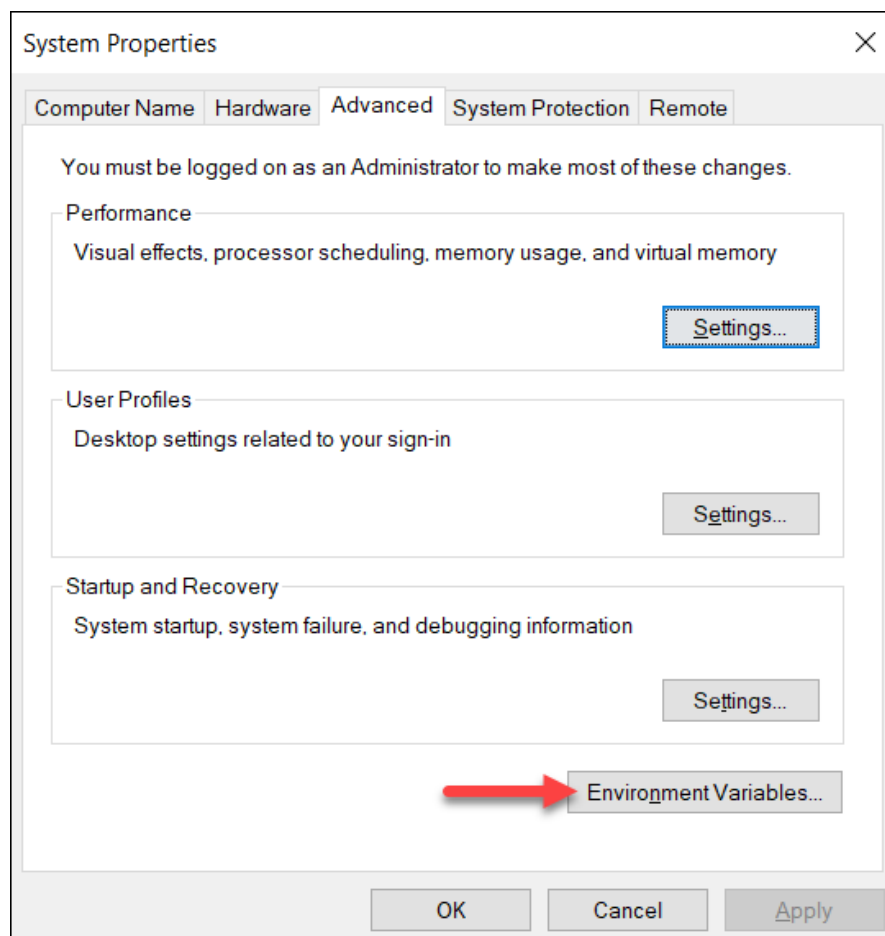 System Properties
Computer Name Hardware Advanced System Protection Remote
You must be logged on as an Administrator to make most of these changes.
Performance
Visual effects, processor scheduling, memory usage, and virtual memory
Settings...
User Profiles
Desktop settings related to your sign-in
Settings...
Startup and Recovery
System startup, system failure, and debugging information
Settings...
Environment Variables...
OK Cancel Apply